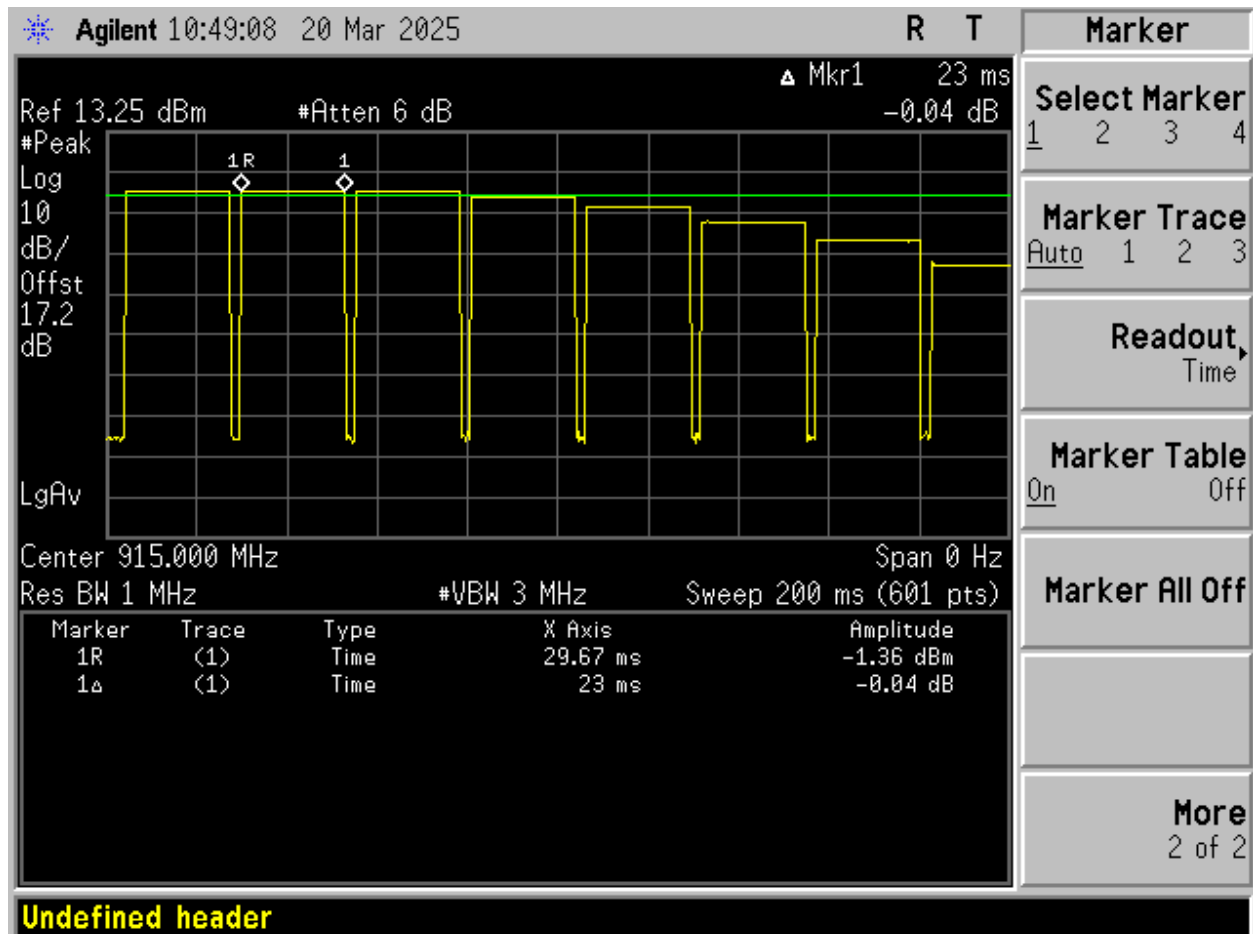 Agilent 10:49:08 20 Mar 2025 R T
Δ Mkr1 23 ms
Ref 13.25 dBm #Atten 6 dB -0.04 dB
#Peak
Log
10
dB/
Offst
17.2
dB
LgAv
1R 1
Center 915.000 MHz Span 0 Hz
Res BW 1 MHz #VBW 3 MHz Sweep 200 ms (601 pts)
Marker Trace Type X Axis Amplitude
1R (1) Time 29.67 ms -1.36 dBm
1Δ (1) Time 23 ms -0.04 dB
Marker
Select Marker
1 2 3 4
Marker Trace
Auto 1 2 3
Readout
Time
Marker Table
On Off
Marker All Off
More
2 of 2
Undefined header